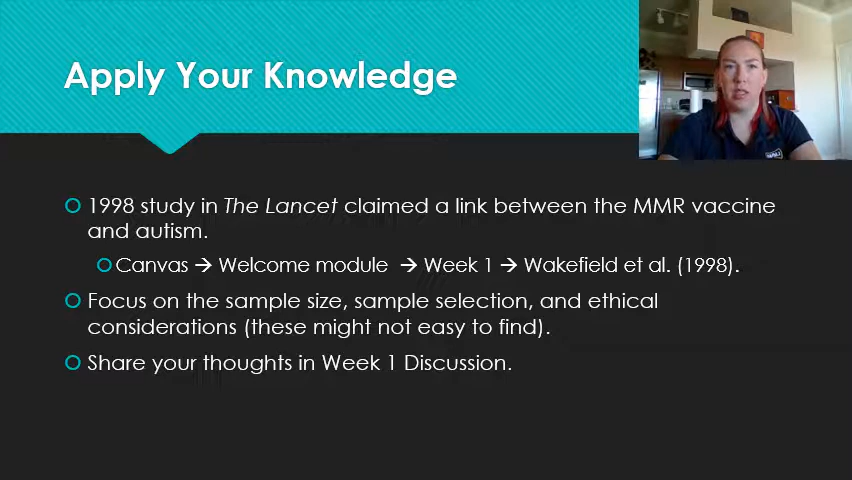 Apply Your Knowledge
1998 study in The Lancet claimed a link between the MMR vaccine
and autism.
Canvas → Welcome module → Week 1 → Wakefield et al. (1998).
Focus on the sample size, sample selection, and ethical
considerations (these might not easy to find).
Share your thoughts in Week 1 Discussion.